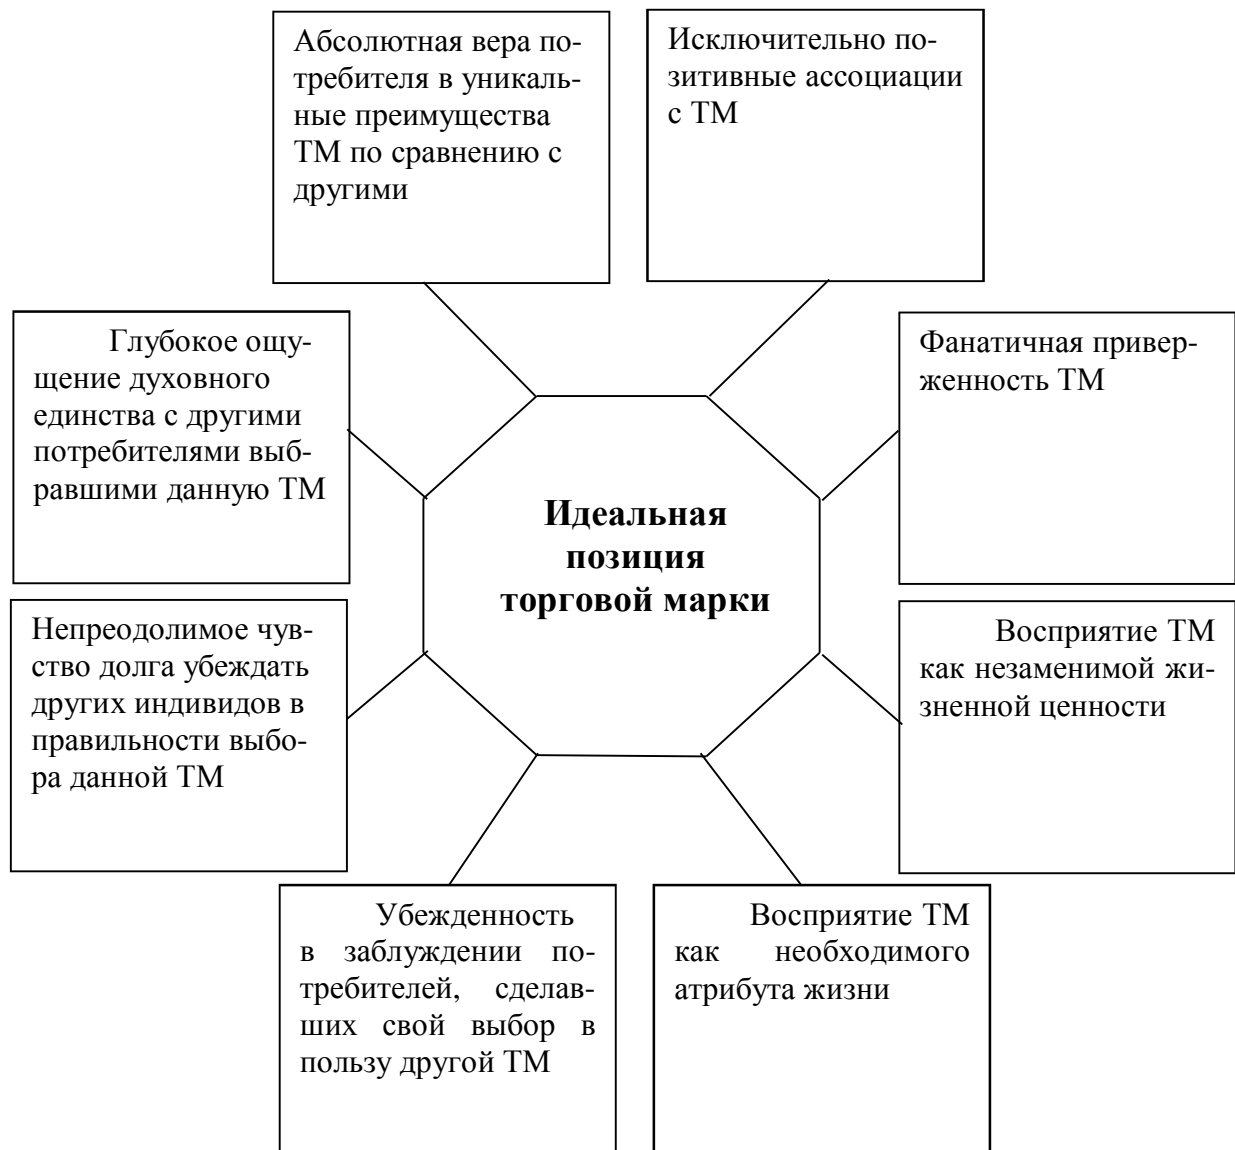 Абсолютная вера по-
требителя в уникаль-
ные преимущества
ТМ по сравнению с
другими
Исключительно по-
зитивные ассоциации
с ТМ
Глубокое ощу-
щение духовного
единства с другими
потребителями выб-
равшими данную ТМ
Фанатичная привер-
женность ТМ
Идеальная
позиция
торговой марки
Непреодолимое чув-
ство долга убеждать
других индивидов в
правильности выбо-
ра данной ТМ
Восприятие ТМ
как незаменимой жи-
зненной ценности
Убежденность
в заблуждении по-
требителей, сделав-
ших свой выбор в
пользу другой ТМ
Восприятие ТМ
как необходимого
атрибута жизни